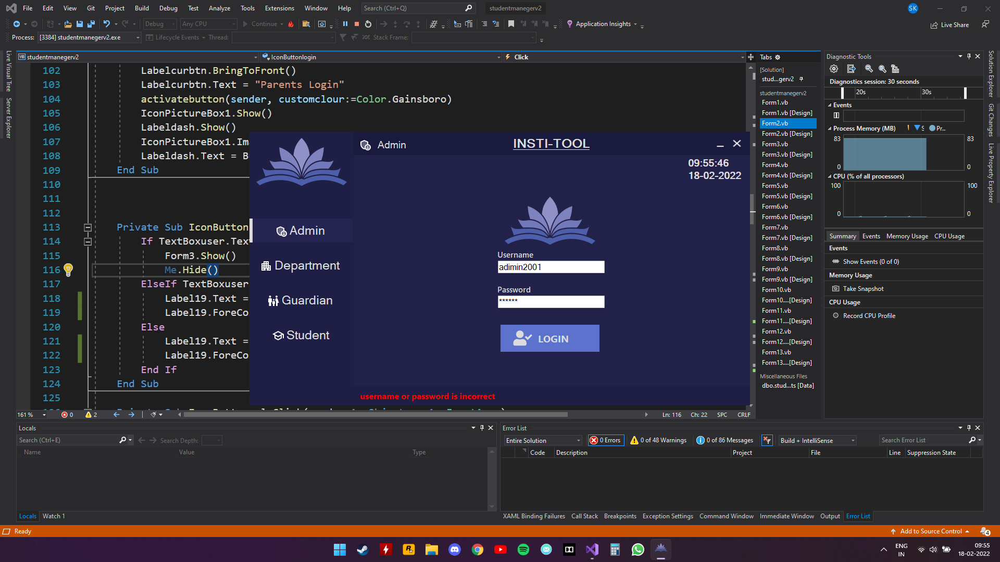 File Edit View Git Project Build Debug Test Analyze Tools Extensions Window Help Search (Ctrl+Q) studentmanegerv2 SK
Debug Any CPU Continue Application Insights Live Share
Process: [3384] studentmanegerv2.exe Lifecycle Events Thread: Stack Frame:
Live Visual Tree
Server Explorer
VB studentmanegerv2 IconButtonlogin Click
102 Labelcurbtn.BringToFront()
103 Labelcurbtn.Text = "Parents Login"
104 activatebutton(sender, customclour:=Color.Gainsboro)
105 IconPictureBox1.Show()
106 Labeldash.Show()
107 IconPictureBox1.Im
108 Labeldash.Text = B
109 End Sub
110
111
112
113 Private Sub IconButton
114 If TextBoxuser.Tex
115 Form3.Show()
116 Me.Hide()
117 ElseIf TextBoxuser
118 Label19.Text =
119 Label19.ForeCo
120 Else
121 Label19.Text =
122 Label19.ForeCo
123 End If
124 End Sub
125
Admin INSTI-TOOL
09:55:46
18-02-2022
Admin
Department
Guardian
Student
Username
adimin2001
Password
******
LOGIN
username or password is incorrect
161 % 0 2 Ln: 116 Ch: 22 SPC CRLF
Tabs
[Solution]
stud...gerv2
studentmanegerv2
Form1.vb
Form1.vb [Design]
Form2.vb
Form2.vb [Design]
Form3.vb
Form3.vb [Design]
Form4.vb
Form4.vb [Design]
Form5.vb
Form5.vb [Design]
Form6.vb
Form6.vb [Design]
Form7.vb
Form7.vb [Design]
Form8.vb
Form8.vb [Design]
Form9.vb
Form9.vb [Design]
Form10.vb
Form10....[Design]
Form11.vb
Form11....[Design]
Form12.vb
Form12....[Design]
Form13.vb
Form13....[Design]
Miscellaneous Files
dbo.stud...ts [Data]
Diagnostic Tools
Diagnostics session: 30 seconds
20s 30s
Events
Process Memory (MB) S Pr...
83 83
0 0
CPU (% of all processors)
100 100
0 0
Summary Events Memory Usage CPU Usage
Events
Show Events (0 of 0)
Memory Usage
Take Snapshot
CPU Usage
Record CPU Profile
Solution Explorer
Git Changes
Live Property Explorer
Locals
Search (Ctrl+E) Search Depth:
Name Value Type
Locals Watch 1
Error List
Entire Solution 0 Errors 0 of 48 Warnings 0 of 86 Messages Build + IntelliSense Search Error List
Code Description Project File Line Suppression State
XAML Binding Failures Call Stack Breakpoints Exception Settings Command Window Immediate Window Output Error List
Ready Add to Source Control 4
ENG
IN
09:55
18-02-2022